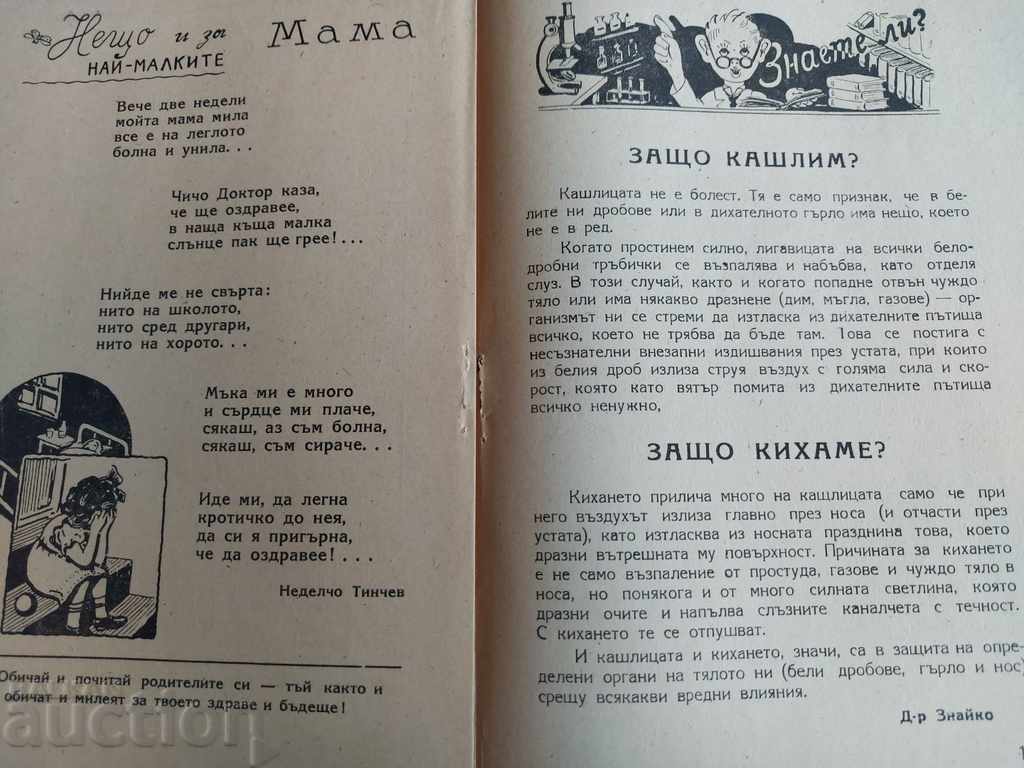 Нещо и за
НАЙ-МАЛКИТЕ
Мама
Вече две недели
мойта мама мила
все е на леглото
болна и унила. . .
Чичо Доктор каза,
че ще оздравее,
в наща къща малка
слънце пак ще грее!...
Нийде ме не свърта:
нито на школото,
нито сред другари,
нито на хорото. . .
Мъка ми е много
и сърдце ми плаче,
сякаш, аз съм болна,
сякаш, съм сираче. . .
Иде ми, да легна
кротичко до нея,
да си я пригърна,
че да оздравее! . . .
Неделчо Тинчев
Обичай и почитай родителите си — тъй както и
обичат и милеят за твоето здраве и бъдеще!
Знаете ли?
ЗАЩО КАШЛИМ?
Кашлицата не е болест. Тя е само признак, че в бе-
лите ни дробове или в дихателното гърло има нещо, което
не е в ред.
Когато простинем силно, лигавицата на всички бело-
дробни тръбички се възпалява и набъбва, като отделя
слуз. В този случай, както и когато попадне отвън чуждо
тяло или има някакво дразнене (дим, мъгла, газове) — ор-
ганизмът ни се стреми да изтласка из дихателните пътища
всичко, което не трябва да бъде там. Това се постига с
несъзнателни внезапни издишвания през устата, при които
из белия дроб излиза струя въздух с голяма сила и ско-
рост, която като вятър помита из дихателните пътища
всичко ненужно,
ЗАЩО КИХАМЕ?
Кихането прилича много на кащлицата само че при
него въздухът излиза главно през носа (и отчасти през
устата), като изтласква из носната празднина това, което
дразни вътрешната му повърхност. Причината за кихането
е не само възпаление от простуда, газове и чуждо тяло в
носа, но понякога и от много силната светлина, която
дразни очите и напълва слъзните каналчета с течност.
С кихането те се отпушват.
И кашлицата и кихането, значи, са в защита на опре-
делени органи на тялото ни (бели дробове, гърло и нос)
срещу всякакви вредни влияния.
Д-р Знайко
aukro